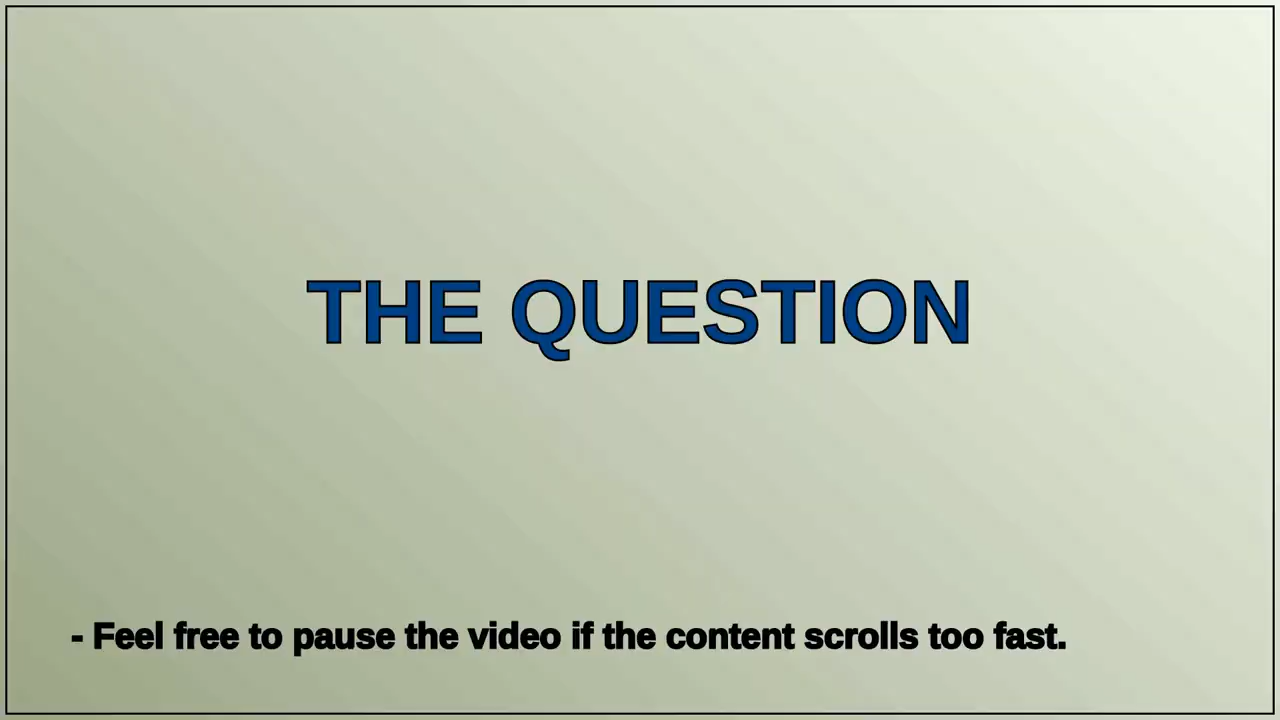 THE QUESTION
- Feel free to pause the video if the content scrolls too fast.